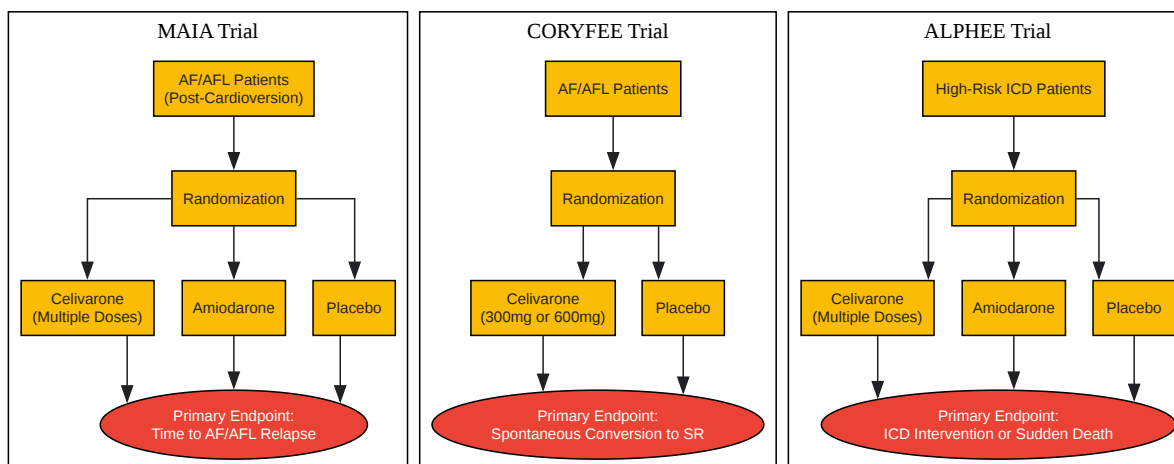 MAIA Trial
AF/AFL Patients
(Post-Cardioversion)
Randomization
Celivarone
(Multiple Doses)
Amiodarone
Placebo
Primary Endpoint:
Time to AF/AFL Relapse
CORYFEE Trial
AF/AFL Patients
Randomization
Celivarone
(300mg or 600mg)
Placebo
Primary Endpoint:
Spontaneous Conversion to SR
ALPHEE Trial
High-Risk ICD Patients
Randomization
Celivarone
(Multiple Doses)
Amiodarone
Placebo
Primary Endpoint:
ICD Intervention or Sudden Death